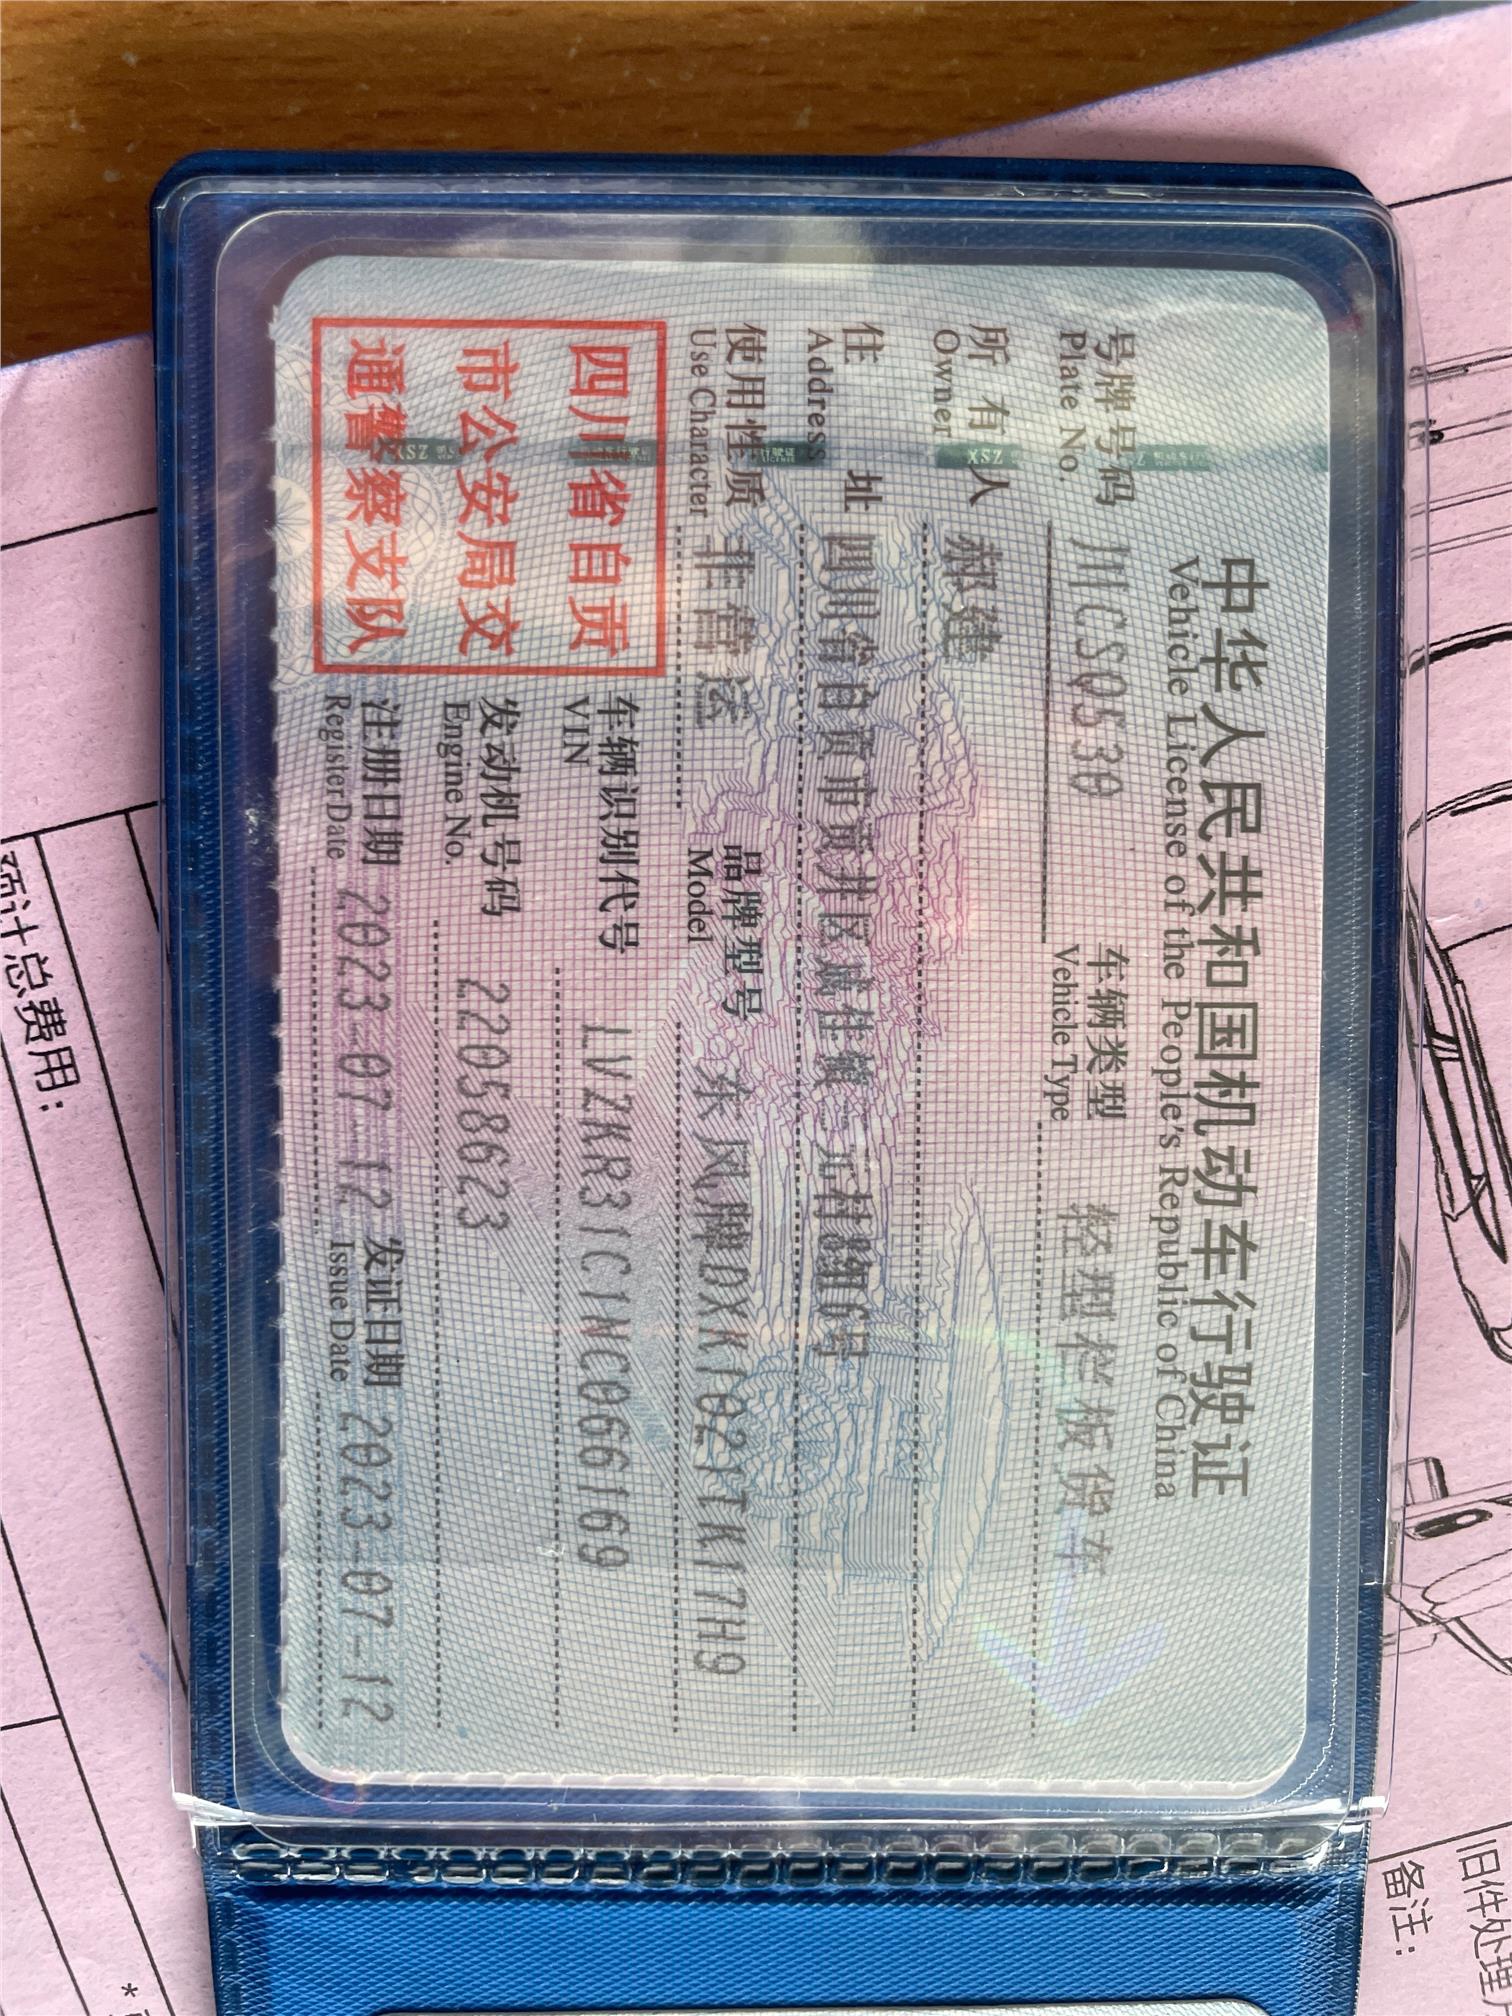 中华人民共和国机动车行驶证
Vehicle License of the People's Republic of China
号牌号码 川CSQ530 车辆类型 轻型栏板货车
Plate No. Vehicle Type
所有人 郝建
Owner
住址 四川省自贡市贡井区成佳镇
Address
使用性质 非营运 品牌型号 东风牌DXK1021TK17H9
Use Character Model
四川省自贡
市公安局交
通警察支队
车辆识别代号 LVZKR31C1NC066169
VIN
发动机号码 22058623
Engine No.
注册日期 2023-07-12 发证日期 2023-07-12
Register Date Issue Date
预计总费用：
旧件处理
备注：